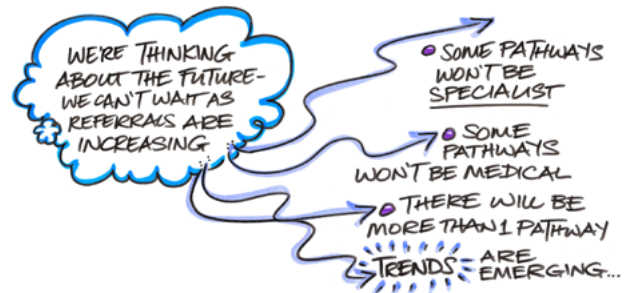 WE'RE THINKING
ABOUT THE FUTURE-
WE CAN'T WAIT AS
REFERRALS ARE
INCREASING
SOME PATHWAYS
WON'T BE
SPECIALIST
SOME
PATHWAYS
WON'T BE MEDICAL
THERE WILL BE
MORE THAN 1 PATHWAY
TRENDS ARE
EMERGING...